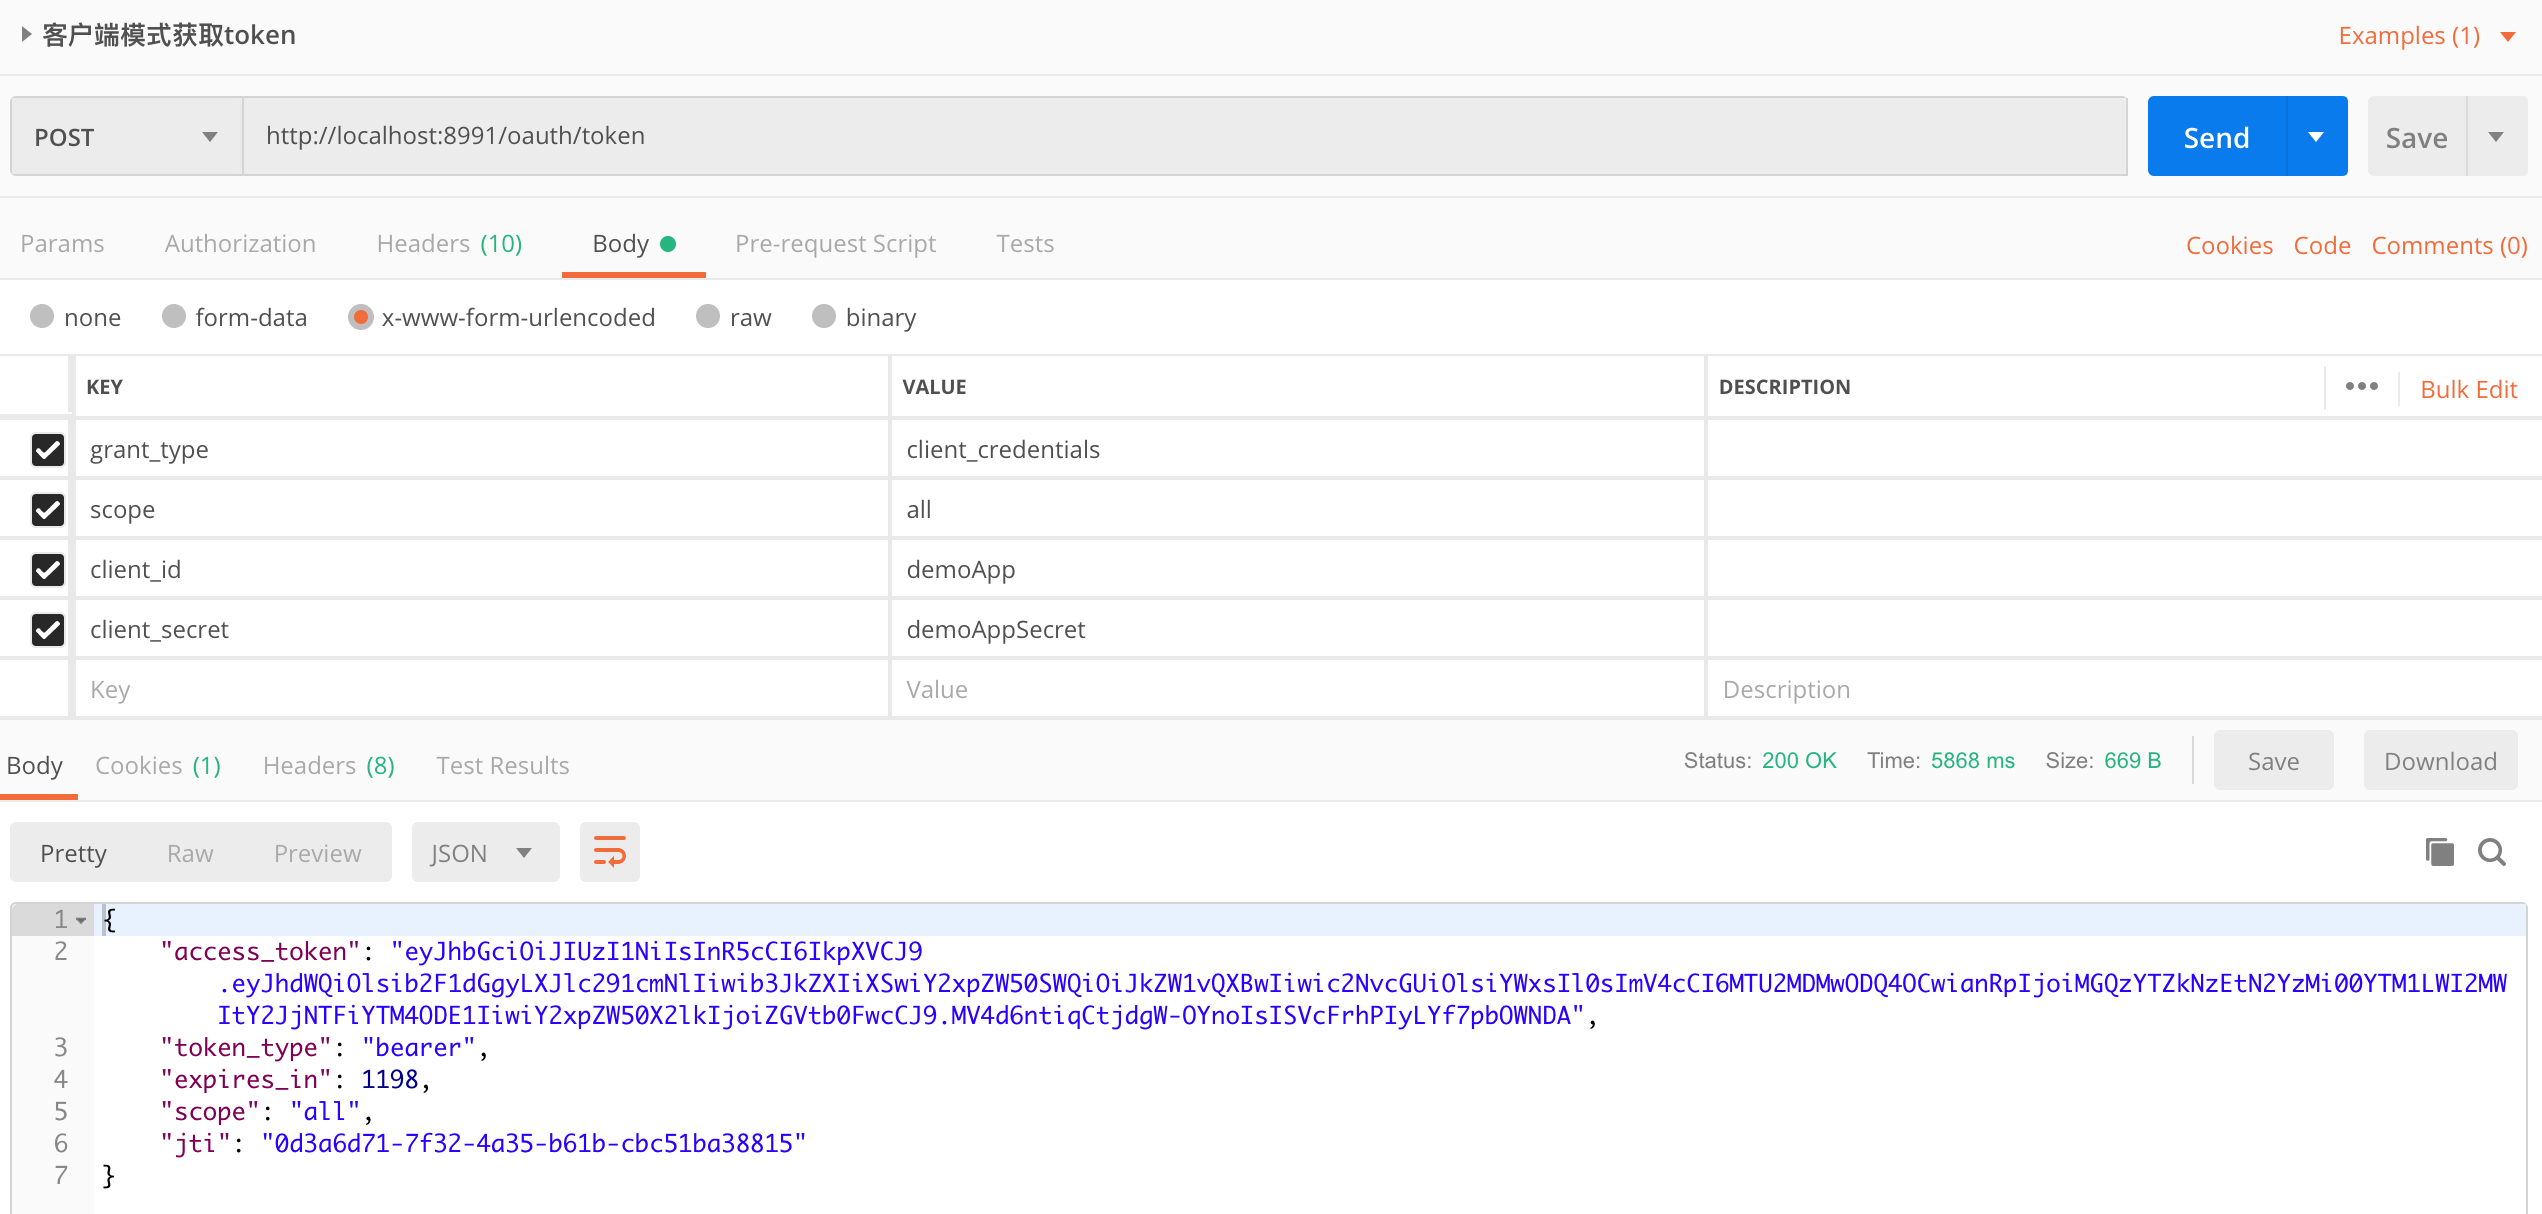 客户端模式获取token
Examples (1)
POST
http://localhost:8991/oauth/token
Send
Save
Params Authorization Headers (10) Body Pre-request Script Tests
Cookies Code Comments (0)
none form-data x-www-form-urlencoded raw binary
KEY VALUE DESCRIPTION ••• Bulk Edit
grant_type client_credentials
scope all
client_id demoApp
client_secret demoAppSecret
Key Value Description
Body Cookies (1) Headers (8) Test Results
Status: 200 OK Time: 5868 ms Size: 669 B Save Download
Pretty Raw Preview JSON
1 {
2 "access_token": "eyJhbGciOiJIUzI1NiIsInR5cCI6IkpXVCJ9
.eyJhdWQiOlsib2F1dGgyLXJlc291cmNlIiwib3JkZXIiXSwiY2xpZW50SWQiOiJkZW1vQXBwIiwic2NvcGUiOlsiYWxsIl0sImV4cCI6MTU2MDMwODQ4OCwianRpIjoiMGQzYTZkNzEtN2YzMi00YTM1LWI2MW
ItY2JjNTFiYTM4ODE1IiwiY2xpZW50X2lkIjoiZGVtb0FwcCJ9.MV4d6ntiqCtjdgW-OYnoIsISVcFrhPIyLYf7pbOWNDA",
3 "token_type": "bearer",
4 "expires_in": 1198,
5 "scope": "all",
6 "jti": "0d3a6d71-7f32-4a35-b61b-cbc51ba38815"
7 }